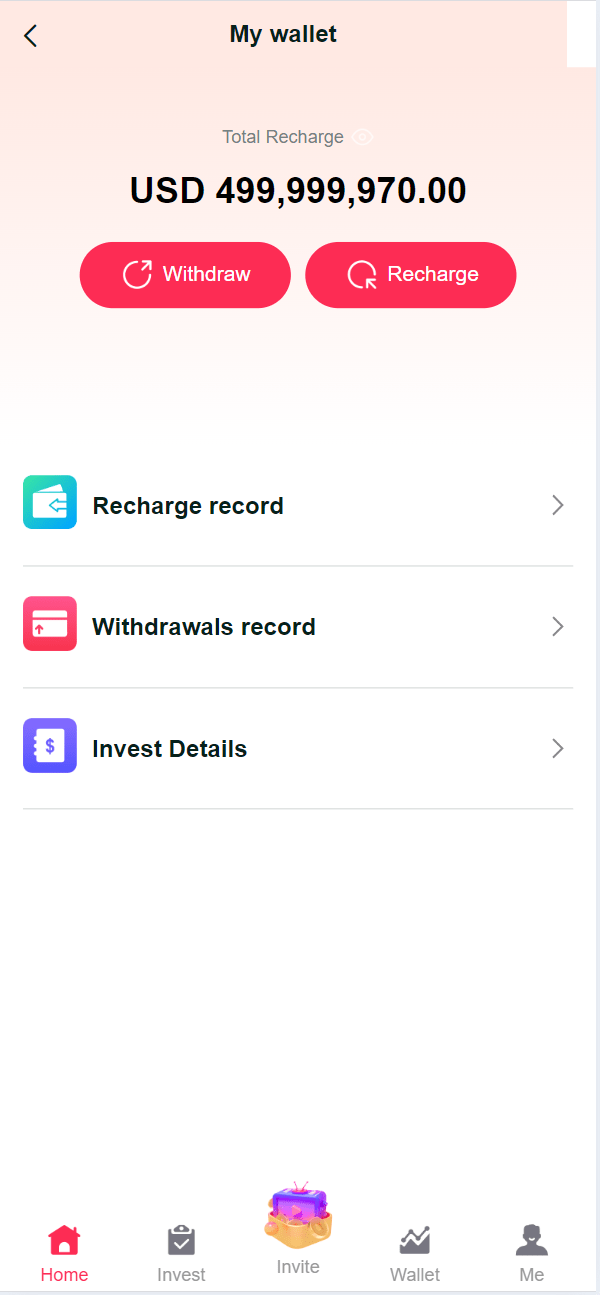 My wallet
Total Recharge
USD 499,999,970.00
Withdraw
Recharge
Recharge record
Withdrawals record
$
Invest Details
Home
Invest
Invite
Wallet
Me